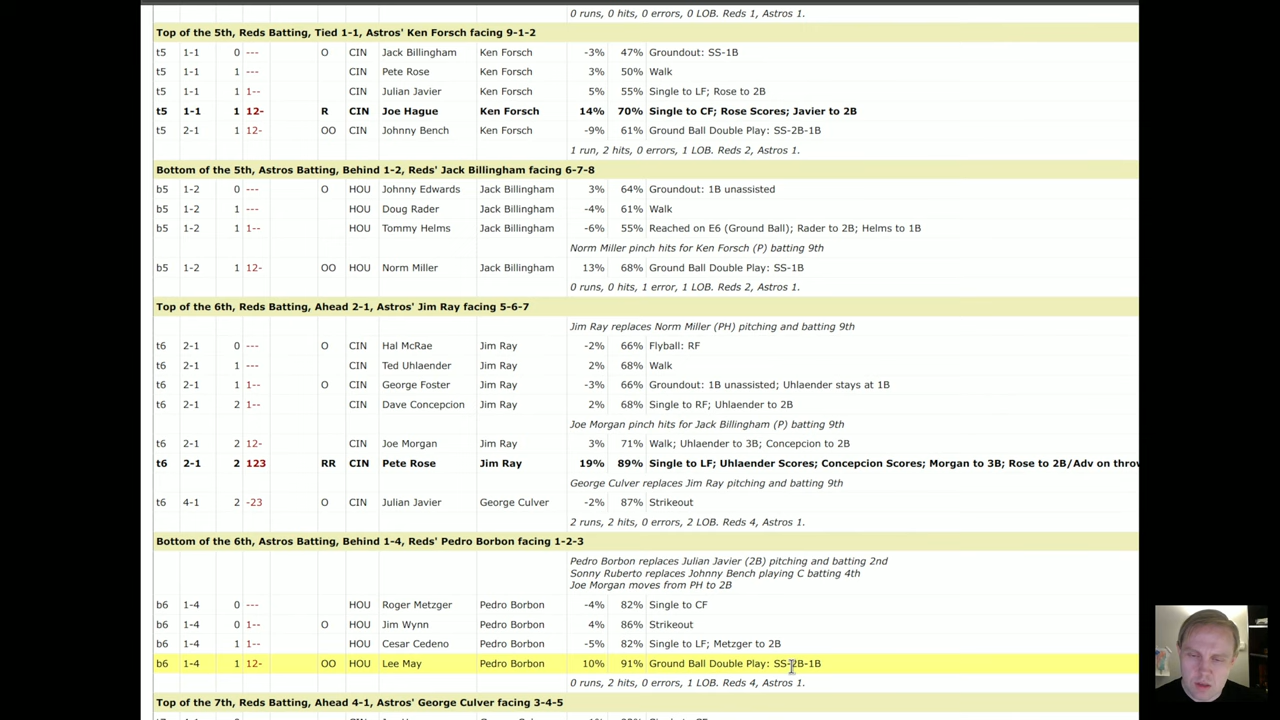 0 runs, 0 hits, 0 errors, 0 LOB. Reds 1, Astros 1.
Top of the 5th, Reds Batting, Tied 1-1, Astros' Ken Forsch facing 9-1-2
t5 1-1 0 --- O CIN Jack Billingham Ken Forsch -3% 47% Groundout: SS-1B
t5 1-1 1 --- CIN Pete Rose Ken Forsch 3% 50% Walk
t5 1-1 1 1-- CIN Julian Javier Ken Forsch 5% 55% Single to LF; Rose to 2B
t5 1-1 1 12- R CIN Joe Hague Ken Forsch 14% 70% Single to CF; Rose Scores; Javier to 2B
t5 2-1 1 12- OO CIN Johnny Bench Ken Forsch -9% 61% Ground Ball Double Play: SS-2B-1B
1 run, 2 hits, 0 errors, 1 LOB. Reds 2, Astros 1.
Bottom of the 5th, Astros Batting, Behind 1-2, Reds' Jack Billingham facing 6-7-8
b5 1-2 0 --- O HOU Johnny Edwards Jack Billingham 3% 64% Groundout: 1B unassisted
b5 1-2 1 --- HOU Doug Rader Jack Billingham -4% 61% Walk
b5 1-2 1 1-- HOU Tommy Helms Jack Billingham -6% 55% Reached on E6 (Ground Ball); Rader to 2B; Helms to 1B
Norm Miller pinch hits for Ken Forsch (P) batting 9th
b5 1-2 1 12- OO HOU Norm Miller Jack Billingham 13% 68% Ground Ball Double Play: SS-1B
0 runs, 0 hits, 1 error, 1 LOB. Reds 2, Astros 1.
Top of the 6th, Reds Batting, Ahead 2-1, Astros' Jim Ray facing 5-6-7
Jim Ray replaces Norm Miller (PH) pitching and batting 9th
t6 2-1 0 --- O CIN Hal McRae Jim Ray -2% 66% Flyball: RF
t6 2-1 1 --- CIN Ted Uhlaender Jim Ray 2% 68% Walk
t6 2-1 1 1-- O CIN George Foster Jim Ray -3% 66% Groundout: 1B unassisted; Uhlaender stays at 1B
t6 2-1 2 1-- CIN Dave Concepcion Jim Ray 2% 68% Single to RF; Uhlaender to 2B
Joe Morgan pinch hits for Jack Billingham (P) batting 9th
t6 2-1 2 12- CIN Joe Morgan Jim Ray 3% 71% Walk; Uhlaender to 3B; Concepcion to 2B
t6 2-1 2 123 RR CIN Pete Rose Jim Ray 19% 89% Single to LF; Uhlaender Scores; Concepcion Scores; Morgan to 3B; Rose to 2B/Adv on throw
George Culver replaces Jim Ray pitching and batting 9th
t6 4-1 2 -23 O CIN Julian Javier George Culver -2% 87% Strikeout
2 runs, 2 hits, 0 errors, 2 LOB. Reds 4, Astros 1.
Bottom of the 6th, Astros Batting, Behind 1-4, Reds' Pedro Borbon facing 1-2-3
Pedro Borbon replaces Julian Javier (2B) pitching and batting 2nd
Sonny Ruberto replaces Johnny Bench playing C batting 4th
Joe Morgan moves from PH to 2B
b6 1-4 0 --- HOU Roger Metzger Pedro Borbon -4% 82% Single to CF
b6 1-4 0 1-- O HOU Jim Wynn Pedro Borbon 4% 86% Strikeout
b6 1-4 1 1-- HOU Cesar Cedeno Pedro Borbon -5% 82% Single to LF; Metzger to 2B
b6 1-4 1 12- OO HOU Lee May Pedro Borbon 10% 91% Ground Ball Double Play: SS-2B-1B
0 runs, 2 hits, 0 errors, 1 LOB. Reds 4, Astros 1.
Top of the 7th, Reds Batting, Ahead 4-1, Astros' George Culver facing 3-4-5